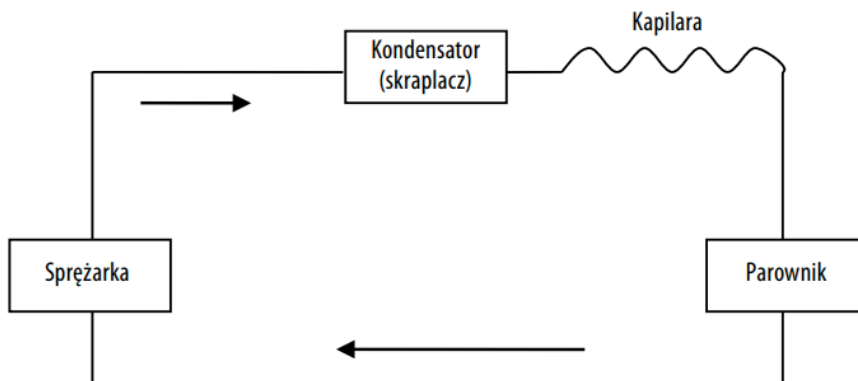 Kapilara
Kondensator
(skraplacz)
Sprężarka
Parownik